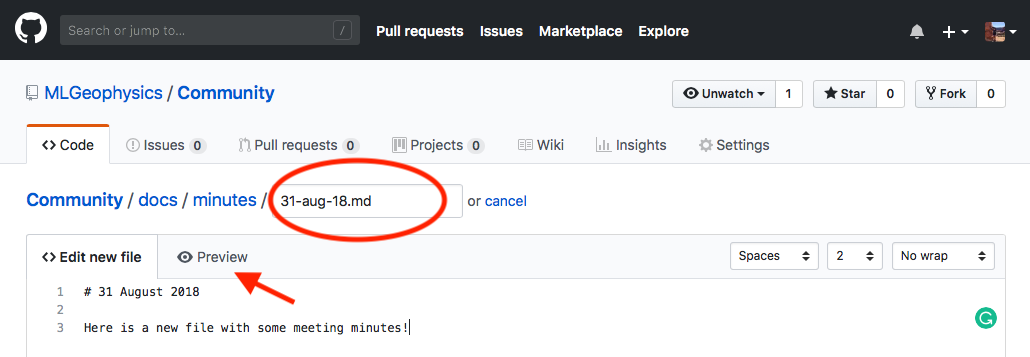 Search or jump to... / Pull requests Issues Marketplace Explore
MLGeophysics / Community Unwatch 1 Star 0 Fork 0
<> Code Issues 0 Pull requests 0 Projects 0 Wiki Insights Settings
Community / docs / minutes / 31-aug-18.md or cancel
<> Edit new file Preview Spaces 2 No wrap
1 # 31 August 2018
2
3 Here is a new file with some meeting minutes!